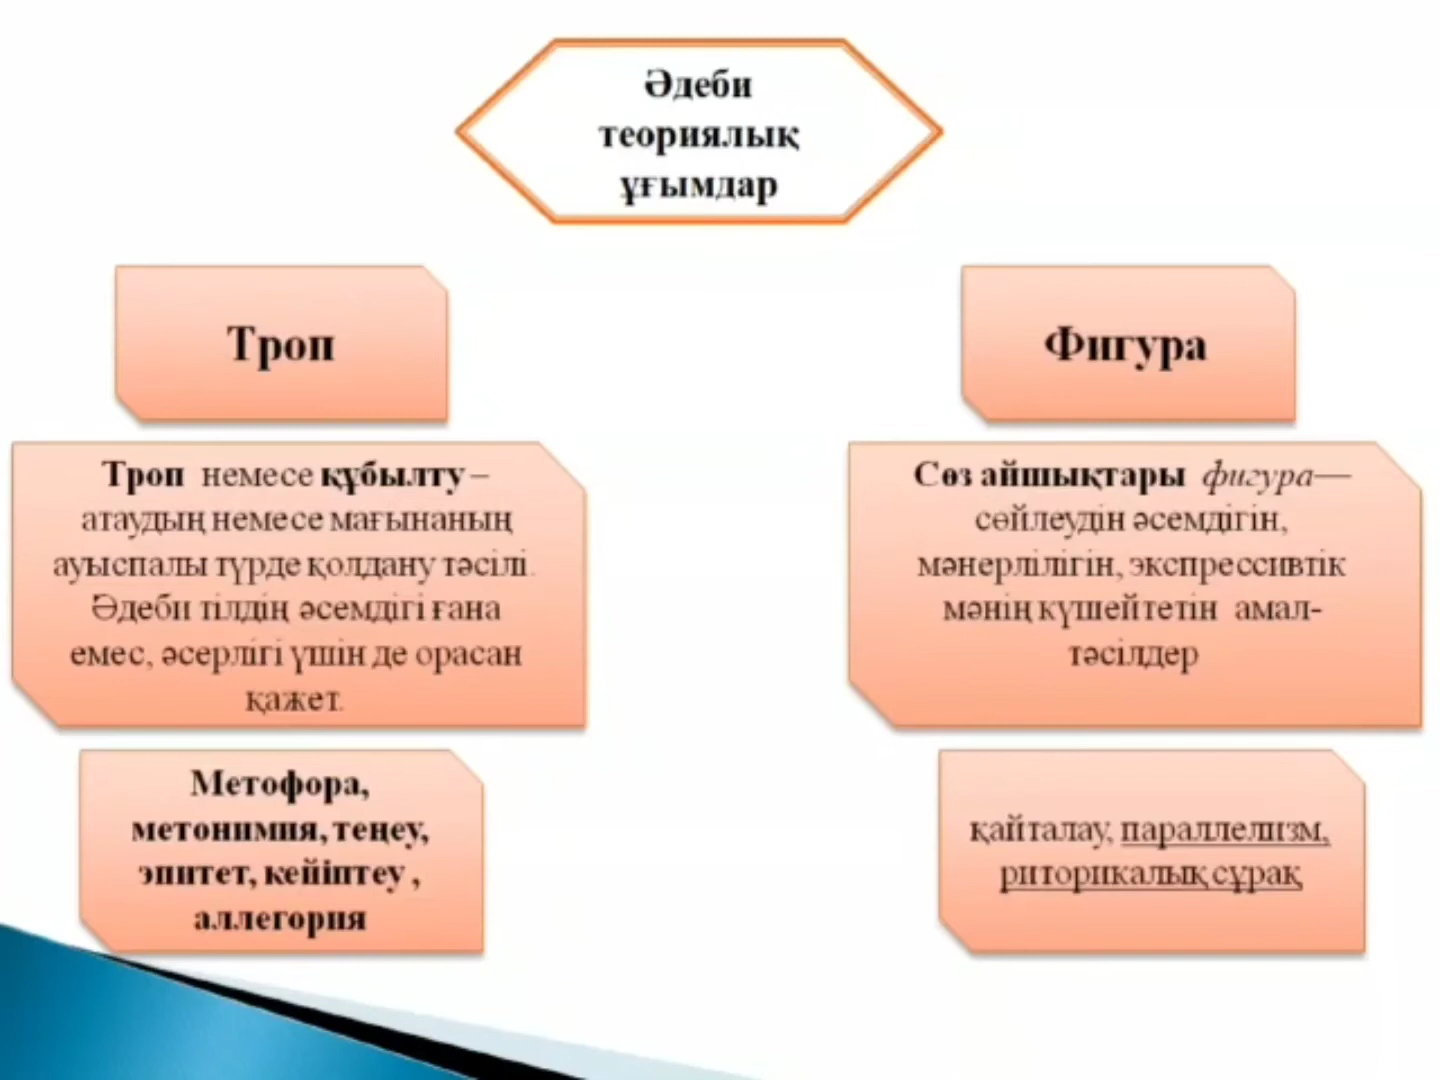 Әдеби
теориялық
ұғымдар
Троп
Фигура
Троп немесе құбылту –
атаудың немесе мағынаның
ауыспалы түрде қолдану тәсілі.
Әдеби тілдің әсемдігі ғана
емес, әсерлігі үшін де орасан
қажет.
Сөз айшықтары фигура—
сөйлеудін әсемдігін,
мәнерлілігін, экспрессивтік
мәнің күшейтетін амал-
тәсілдер
Метофора,
метонимия, теңеу,
эпитет, кейіптеу ,
аллегория
қайталау, параллелизм,
риторикалық сұрақ